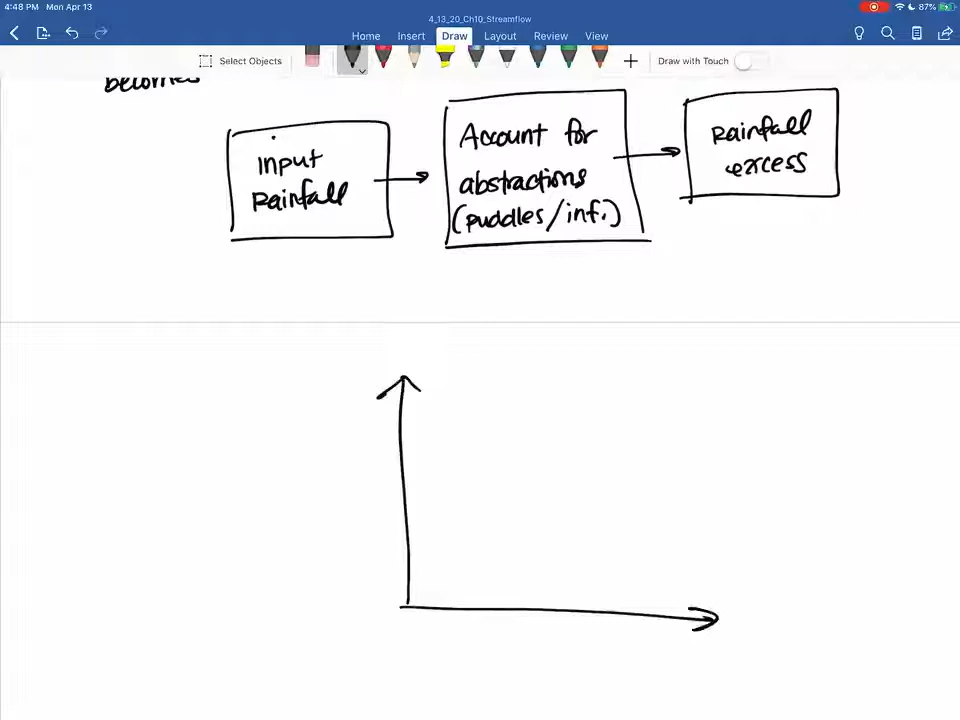 4:48 PM Mon Apr 13
87%
4_13_20_Ch10_Streamflow
Home Insert Draw Layout Review View
Select Objects
Draw with Touch
becomes
Input
Rainfall
Account for
abstractions
(puddles/inf.)
Rainfall
excess